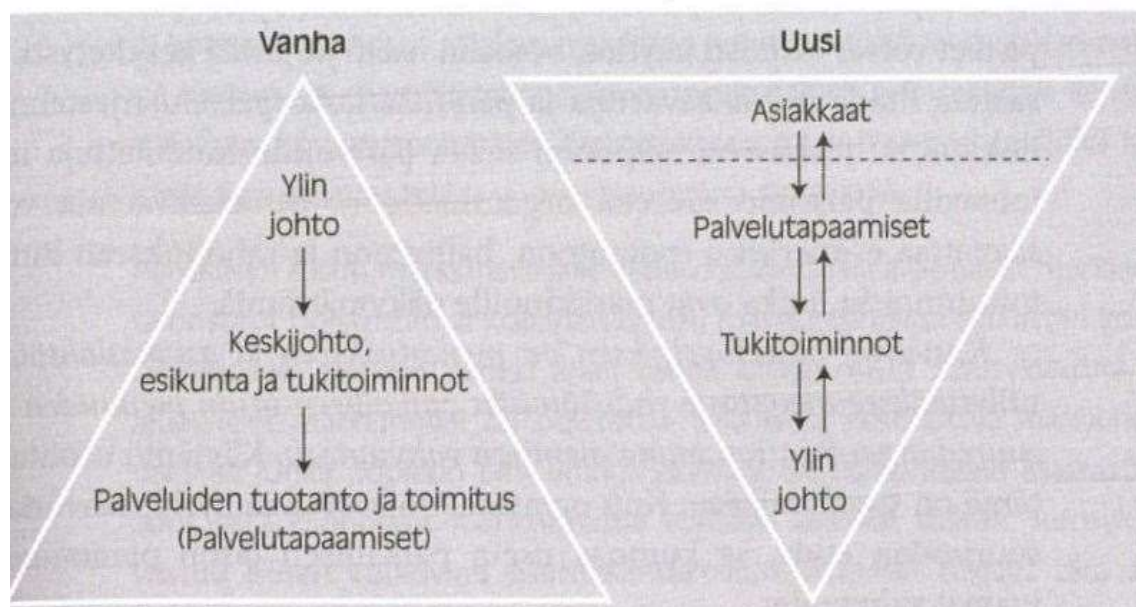 Vanha
Ylin
johto
Keskijohto,
esikunta ja tukitoiminnot
Palveluiden tuotanto ja toimitus
(Palvelutapaamiset)
Uusi
Asiakkaat
Palvelutapaamiset
Tukitoiminnot
Ylin
johto